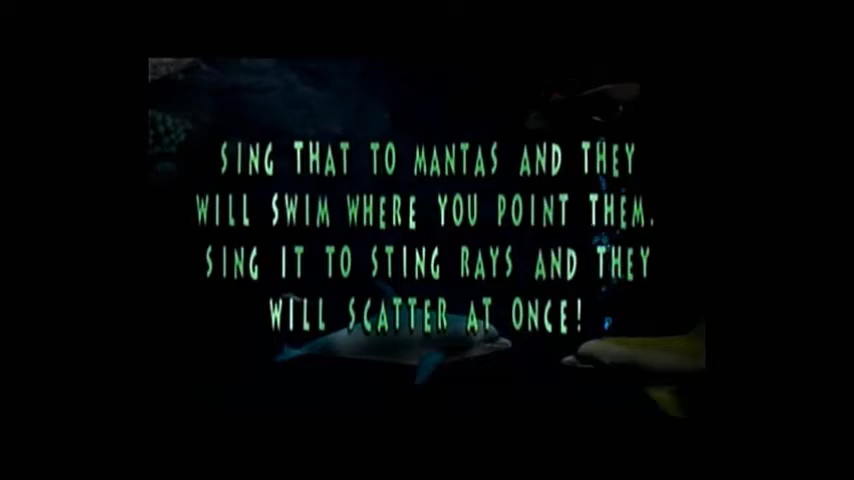 SING THAT TO MANTAS AND THEY
WILL SWIM WHERE YOU POINT THEM.
SING IT TO STING RAYS AND THEY
WILL SCATTER AT ONCE!